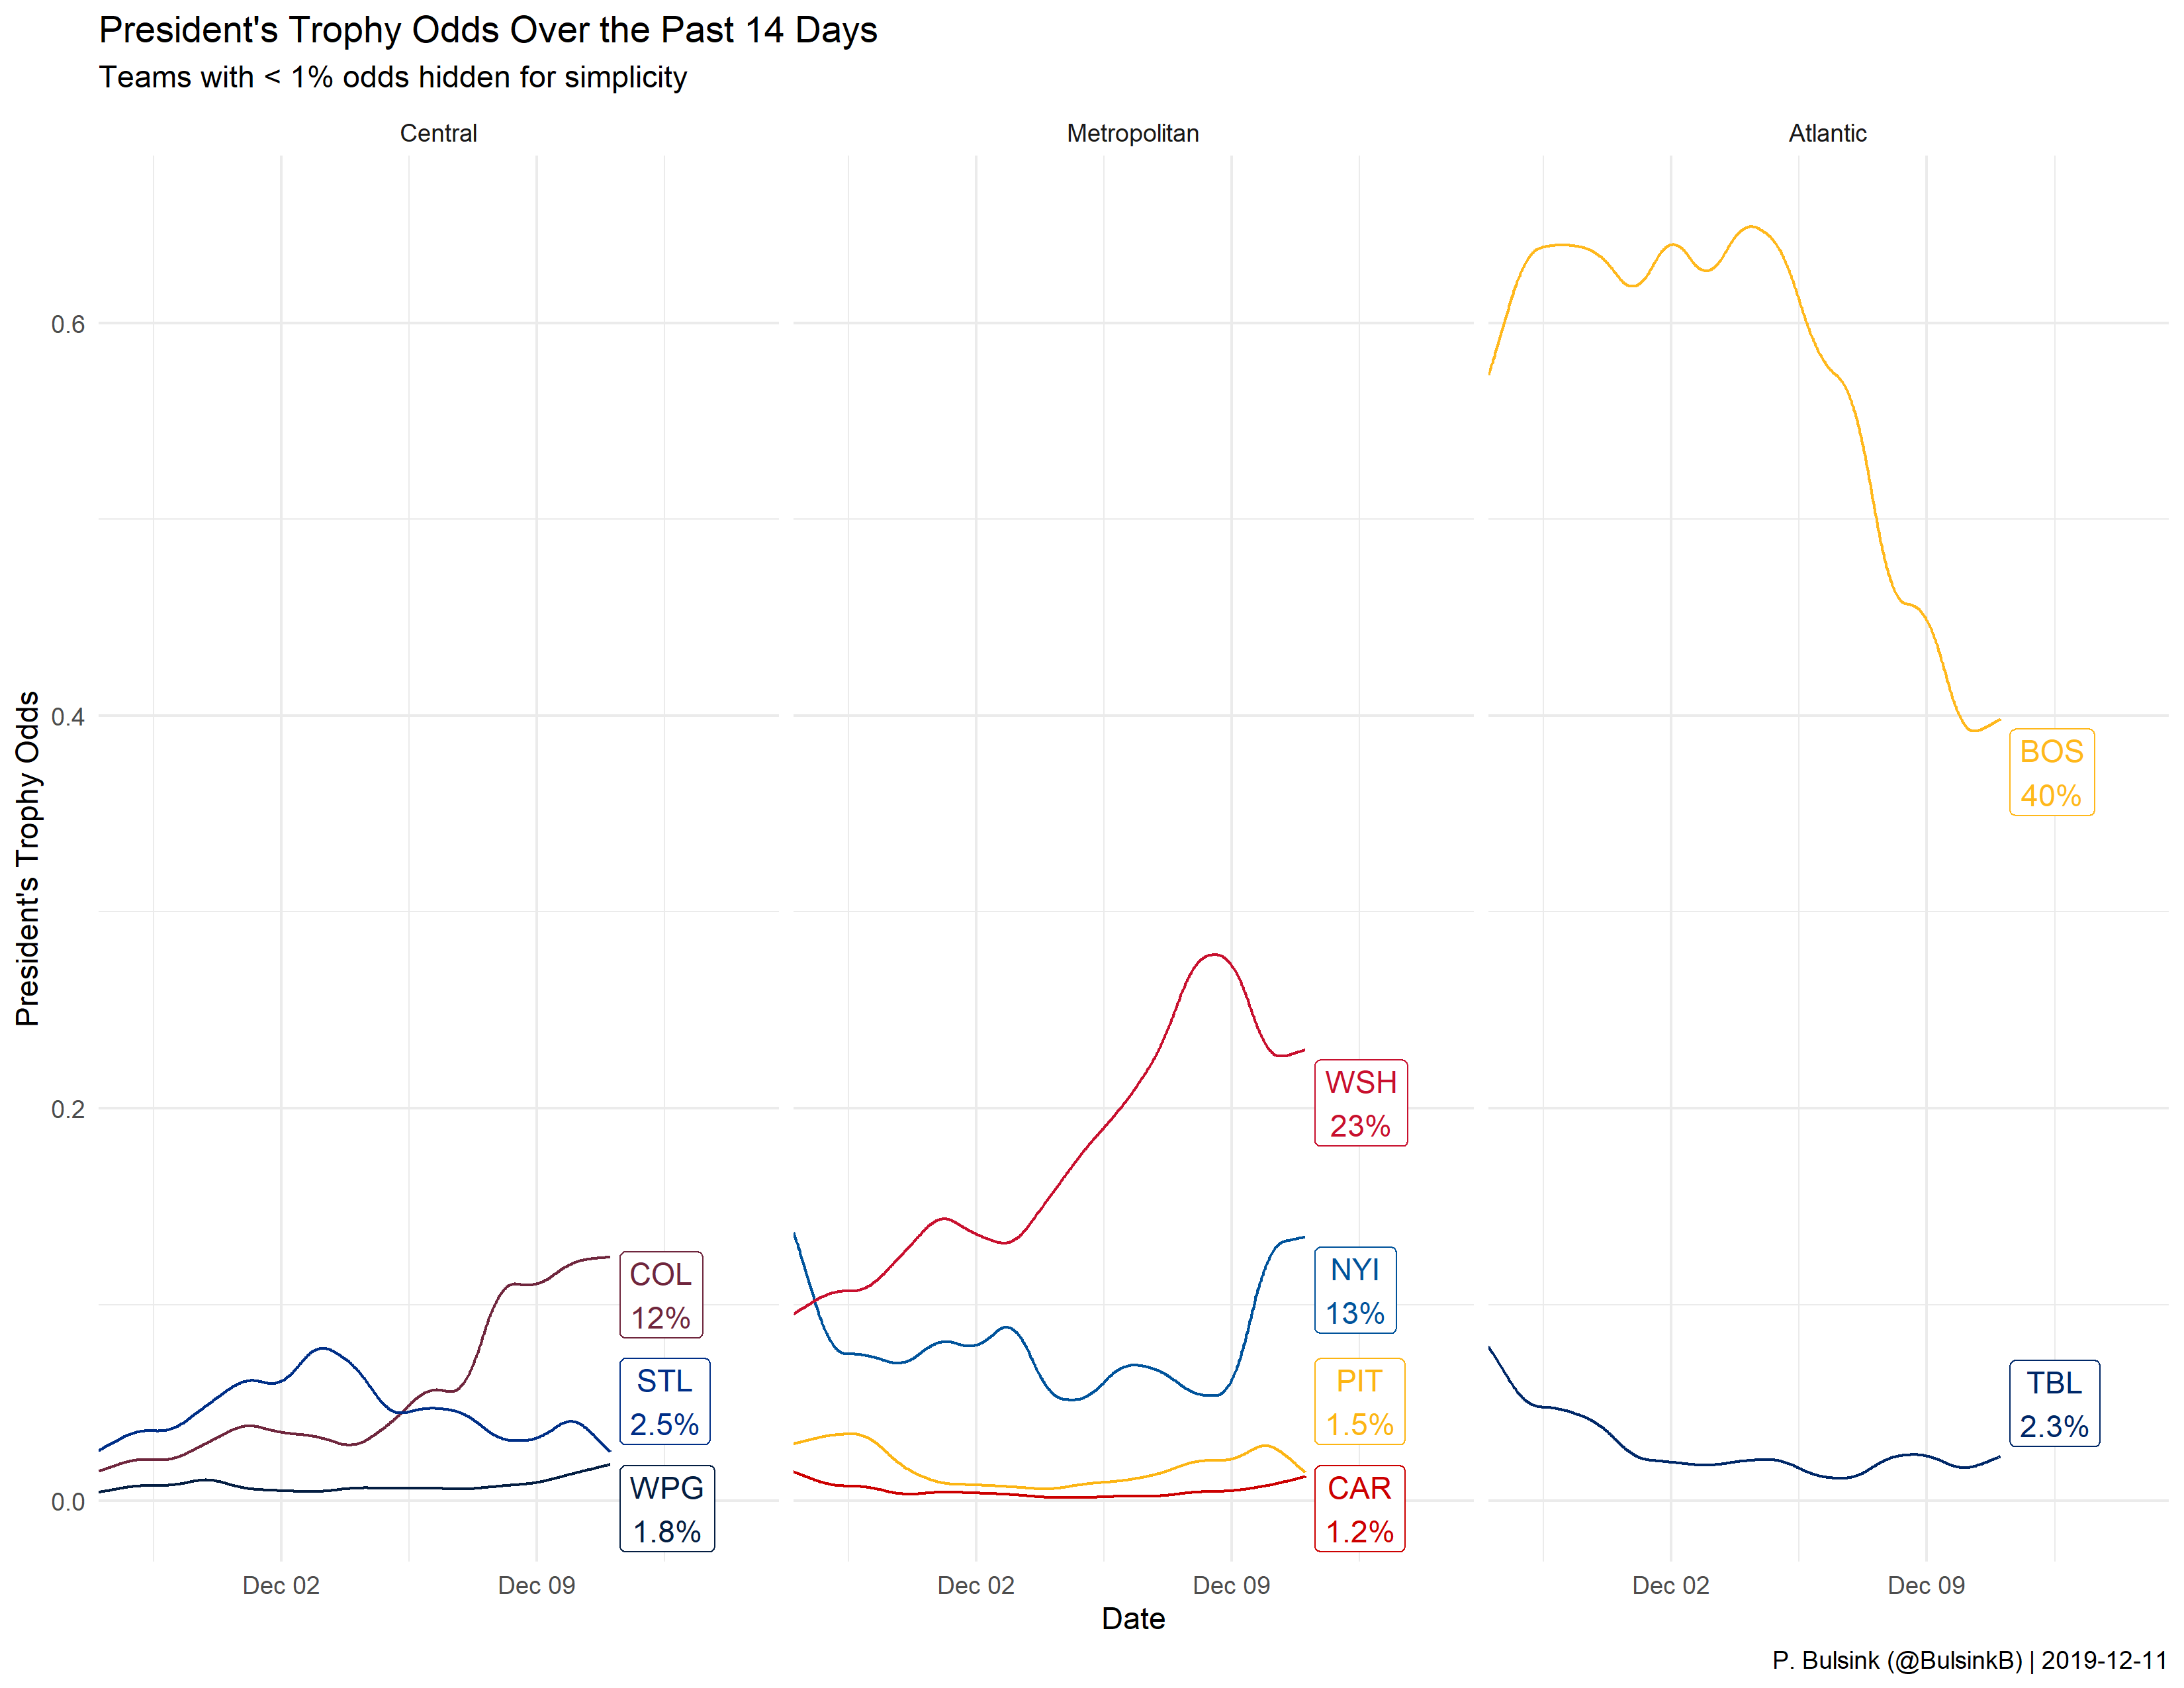 President's Trophy Odds Over the Past 14 Days
Teams with < 1% odds hidden for simplicity
Central
Metropolitan
Atlantic
President's Trophy Odds
0.6
0.4
0.2
0.0
COL
12%
STL
2.5%
WPG
1.8%
WSH
23%
NYI
13%
PIT
1.5%
CAR
1.2%
BOS
40%
TBL
2.3%
Dec 02
Dec 09
Dec 02
Dec 09
Dec 02
Dec 09
Date
P. Bulsink (@BulsinkB) | 2019-12-11